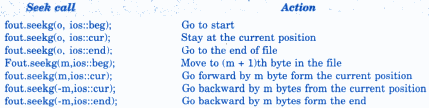 Seek call Action
fout.seekg(o, ios::beg); Go to start
fout.seekg(o, ios::cur); Stay at the current position
fout.seekg(o, ios::end); Go to the end of file
Fout.seekg(m,ios::beg); Move to (m + 1)th byte in the file
fout.seekg(m,ios::cur); Go forward by m byte form the current position
fout.seekg(-m,ios::cur); Go backward by m bytes from the current position
fout.seekg(-m,ios::end); Go backward by m byte form the end